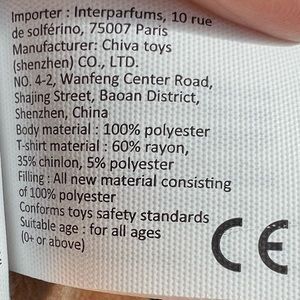 Importer : Interparfums, 10 rue
de solférino, 75007 Paris
Manufacturer: Chiva toys
(shenzhen) CO., LTD.
NO. 4-2, Wanfeng Center Road,
Shajing Street, Baoan District,
Shenzhen, China
Body material : 100% polyester
T-shirt material : 60% rayon,
35% chinlon, 5% polyester
Filling : All new material consisting
of 100% polyester
Conforms toys safety standards
Suitable age : for all ages
(0+ or above)
CE